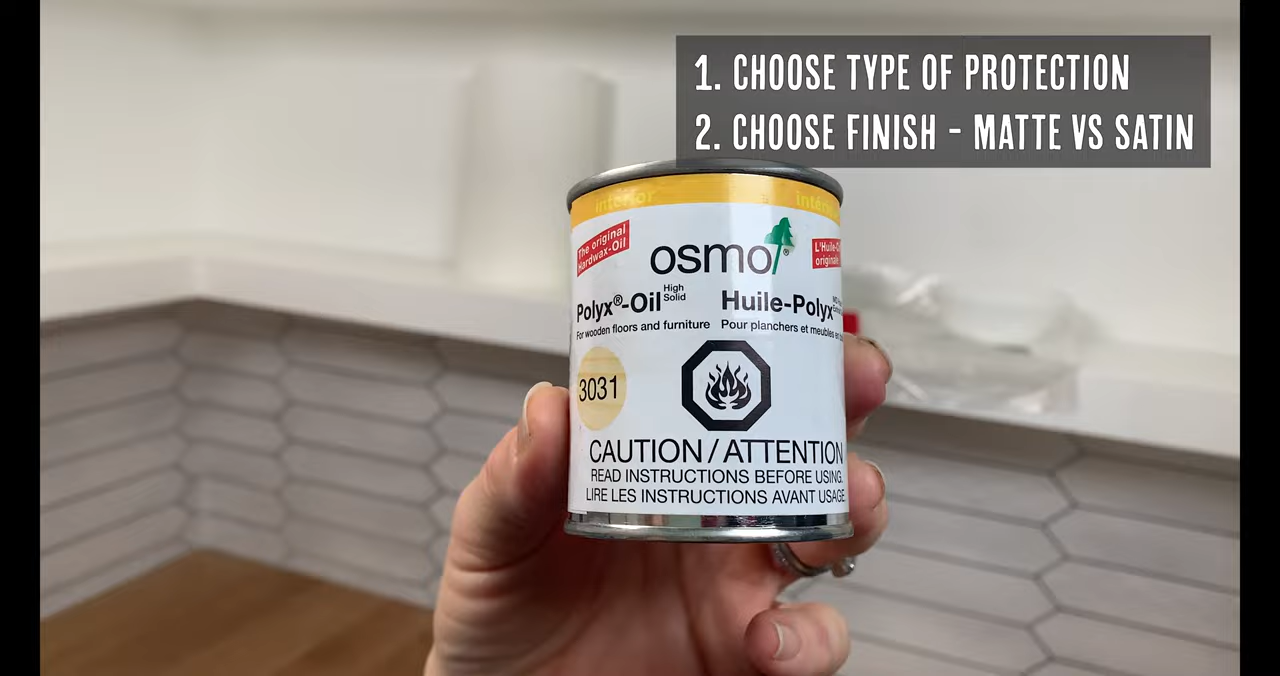 1. CHOOSE TYPE OF PROTECTION
2. CHOOSE FINISH - MATTE VS SATIN
interior
The original
Hardwax-Oil
osmo®
L'Huile-
originale
Polyx®-Oil High Solid
Huile-Polyx
For wooden floors and furniture
Pour planchers et meubles
3031
CAUTION/ATTENTION
READ INSTRUCTIONS BEFORE USING.
LIRE LES INSTRUCTIONS AVANT USAGE.